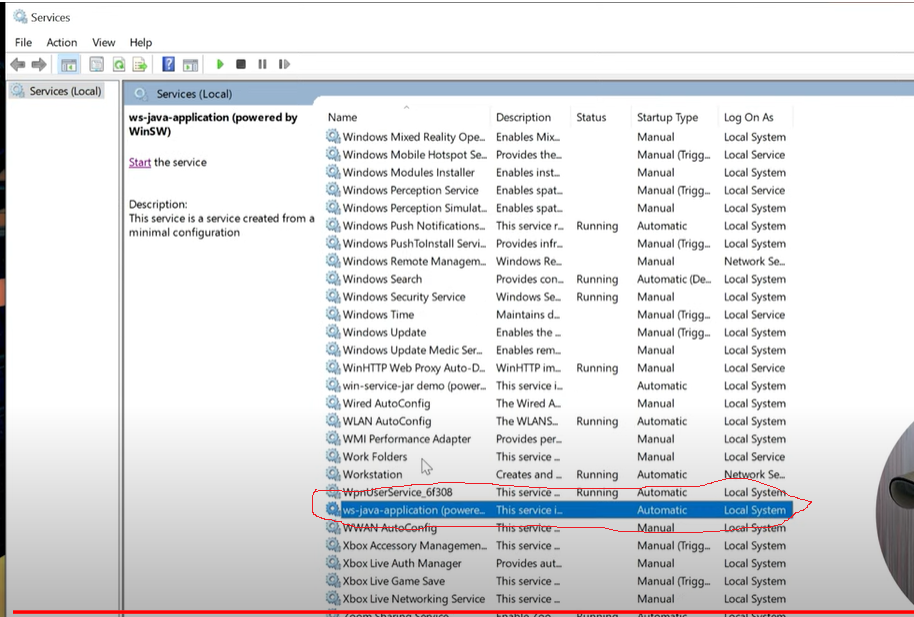 Services
File Action View Help
Services (Local)
Services (Local)
ws-java-application (powered by
WinSW)
Start the service
Description:
This service is a service created from a
minimal configuration
Name Description Status Startup Type Log On As
Windows Mixed Reality Ope... Enables Mix... Manual Local System
Windows Mobile Hotspot Se... Provides the... Manual (Trigg... Local Service
Windows Modules Installer Enables inst... Manual Local System
Windows Perception Service Enables spat... Manual (Trigg... Local Service
Windows Perception Simulat... Enables spat... Manual Local System
Windows Push Notifications... This service r... Running Automatic Local System
Windows PushToInstall Servi... Provides infr... Manual (Trigg... Local System
Windows Remote Managem... Windows Re... Manual Network Se...
Windows Search Provides con... Running Automatic (De... Local System
Windows Security Service Windows Se... Running Manual Local System
Windows Time Maintains d... Manual (Trigg... Local Service
Windows Update Enables the ... Manual (Trigg... Local System
Windows Update Medic Ser... Enables rem... Manual Local System
WinHTTP Web Proxy Auto-D... WinHTTP im... Running Manual Local Service
win-service-jar demo (power... This service i... Automatic Local System
Wired AutoConfig The Wired A... Manual Local System
WLAN AutoConfig The WLANS... Running Automatic Local System
WMI Performance Adapter Provides per... Manual Local System
Work Folders This service ... Manual Local Service
Workstation Creates and ... Running Automatic Network Se...
WpnUserService_6f308 This service ... Running Automatic Local System
ws-java-application (powere... This service i... Automatic Local System
WWAN AutoConfig This service ... Manual Local System
Xbox Accessory Managemen... This service ... Manual (Trigg... Local System
Xbox Live Auth Manager Provides aut... Manual Local System
Xbox Live Game Save This service ... Manual (Trigg... Local System
Xbox Live Networking Service This service ... Manual Local System
Zoom Sharing Service Enable Zoo... Running Automatic Local System